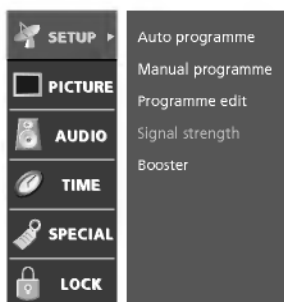 SETUP
PICTURE
AUDIO
TIME
SPECIAL
LOCK
Auto programme
Manual programme
Programme edit
Signal strength
Booster